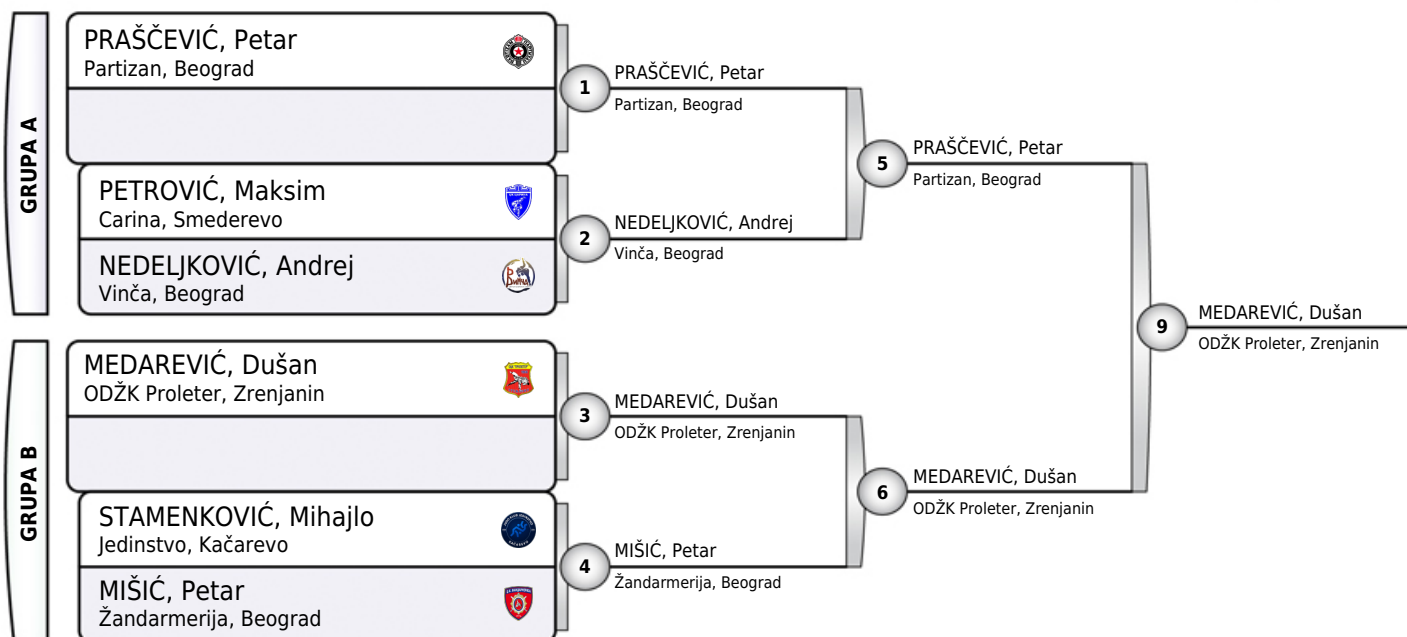 GRUPA A
PRAŠČEVIĆ, Petar
Partizan, Beograd
PETROVIĆ, Maksim
Carina, Smederevo
NEDELJKOVIĆ, Andrej
Vinča, Beograd
GRUPA B
MEDAREVIĆ, Dušan
ODŽK Proleter, Zrenjanin
STAMENKOVIĆ, Mihajlo
Jedinstvo, Kačarevo
MIŠIĆ, Petar
Žandarmerija, Beograd
1
PRAŠČEVIĆ, Petar
Partizan, Beograd
2
NEDELJKOVIĆ, Andrej
Vinča, Beograd
3
MEDAREVIĆ, Dušan
ODŽK Proleter, Zrenjanin
4
MIŠIĆ, Petar
Žandarmerija, Beograd
5
PRAŠČEVIĆ, Petar
Partizan, Beograd
6
MEDAREVIĆ, Dušan
ODŽK Proleter, Zrenjanin
9
MEDAREVIĆ, Dušan
ODŽK Proleter, Zrenjanin